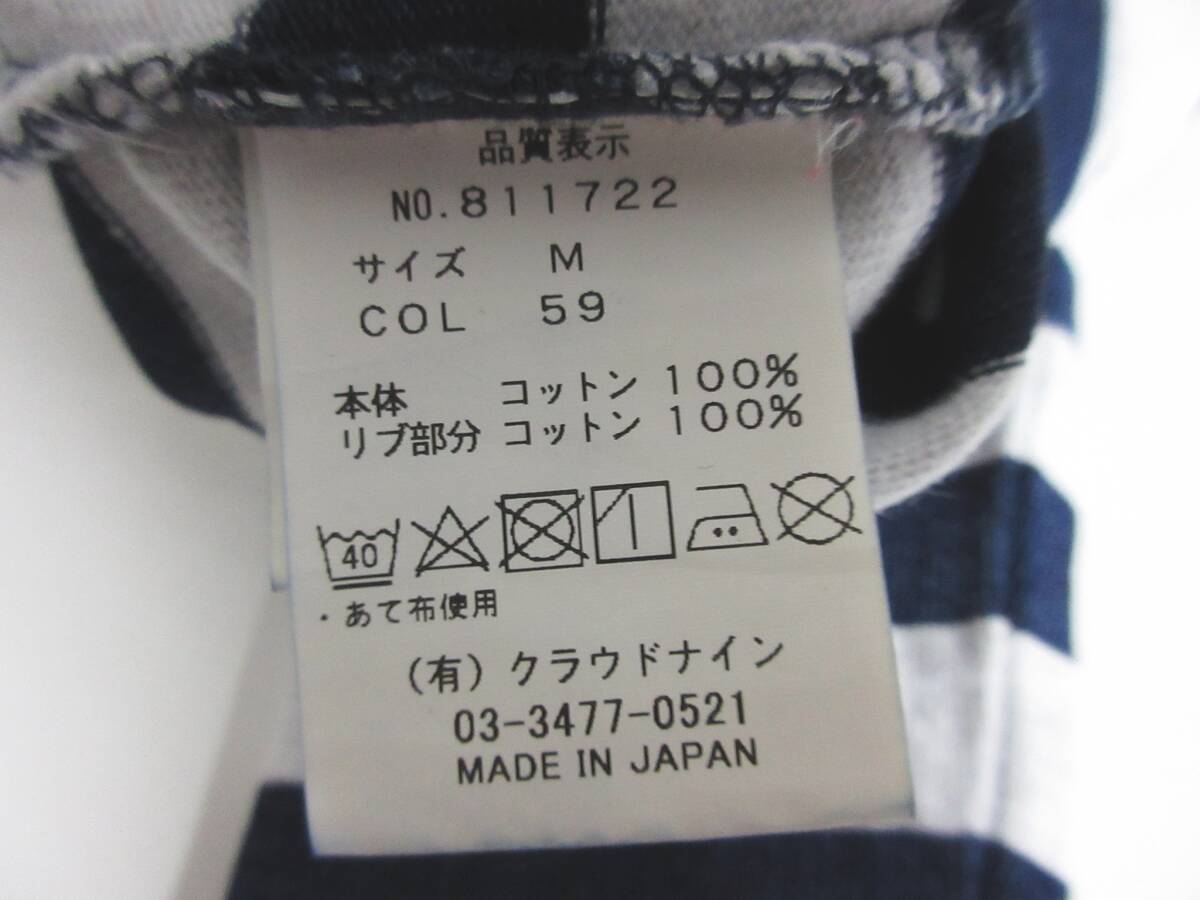 品質表示
NO.811722
サイズ M
COL 59
本体 コットン 100%
リブ部分 コットン 100%
40
・あて布使用
(有)クラウドナイン
03-3477-0521
MADE IN JAPAN